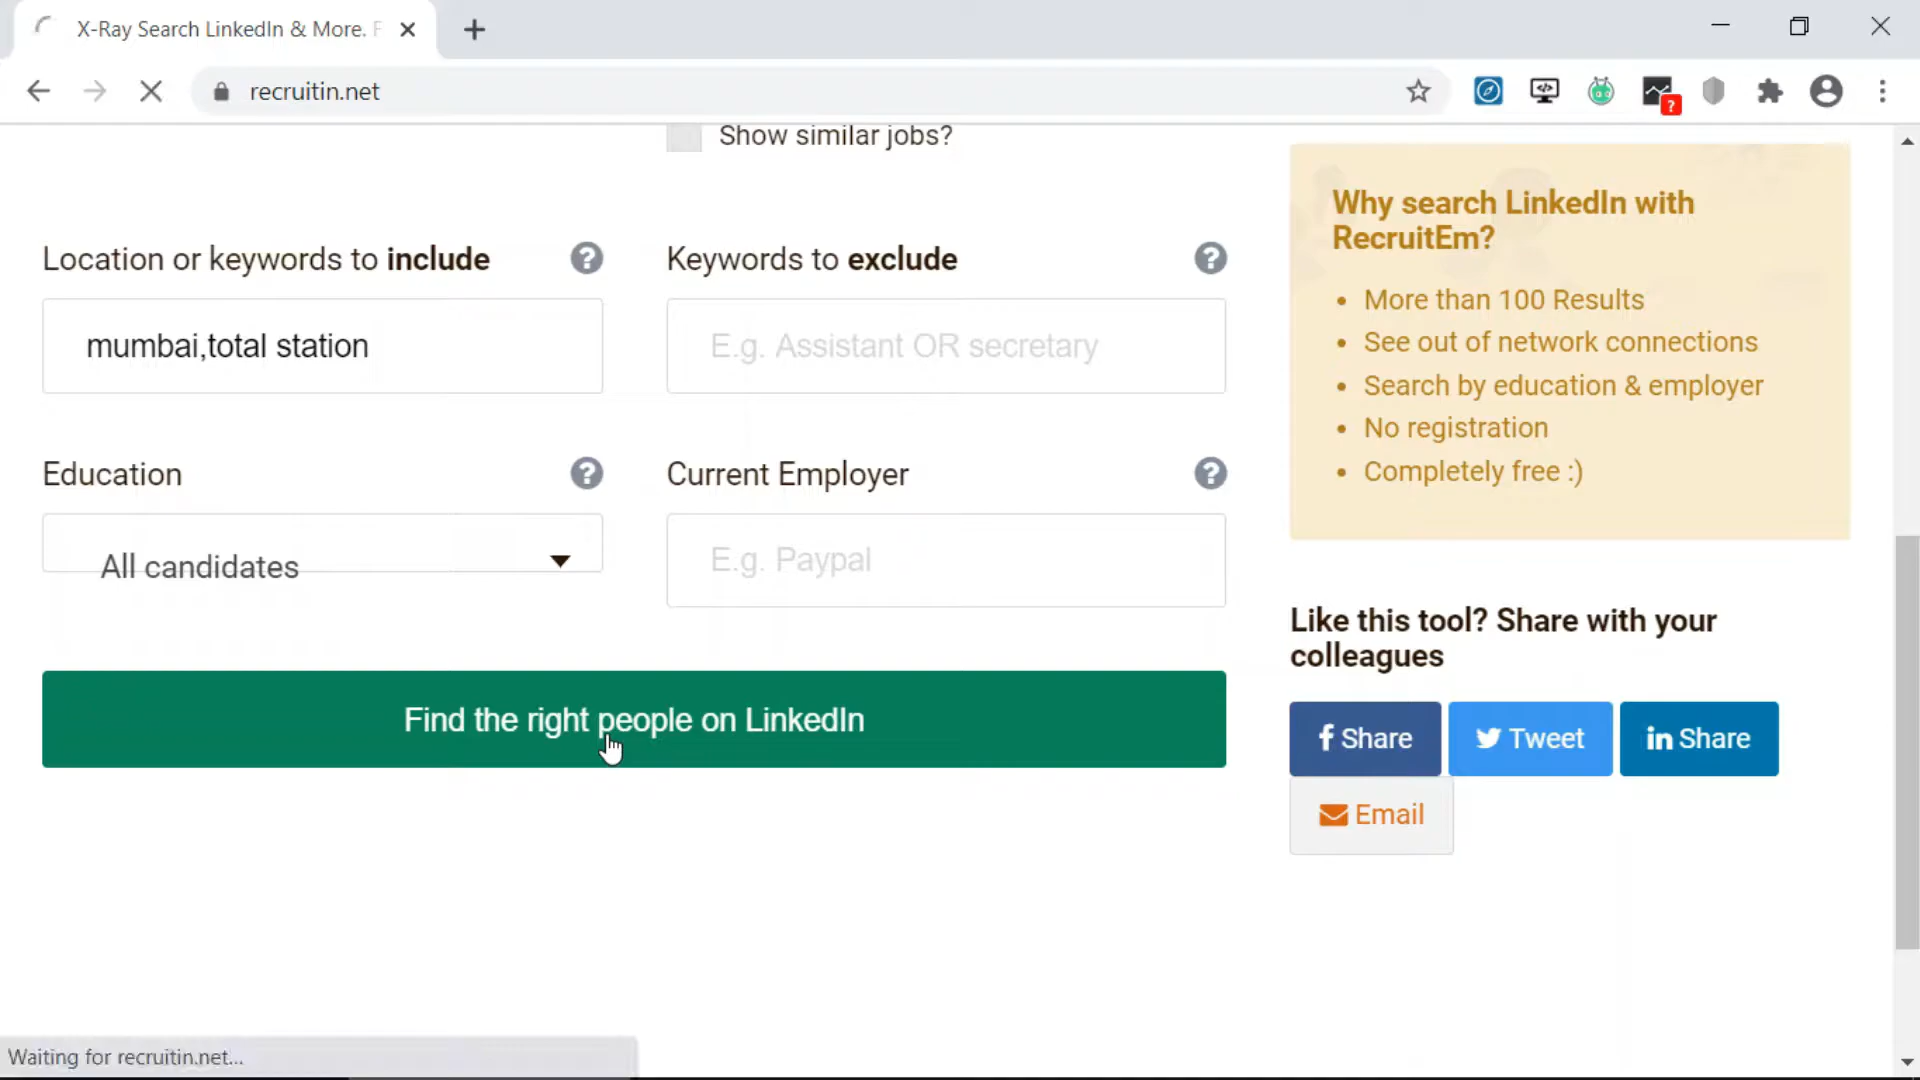 X-Ray Search LinkedIn & More. F
recruitin.net
?
Show similar jobs?
Location or keywords to include ?
Keywords to exclude ?
mumbai,total station
E.g. Assistant OR secretary
Education ?
Current Employer ?
All candidates
E.g. Paypal
Find the right people on LinkedIn
Why search LinkedIn with
RecruitEm?
• More than 100 Results
• See out of network connections
• Search by education & employer
• No registration
• Completely free :)
Like this tool? Share with your
colleagues
f Share
Tweet
in Share
Email
Waiting for recruitin.net...